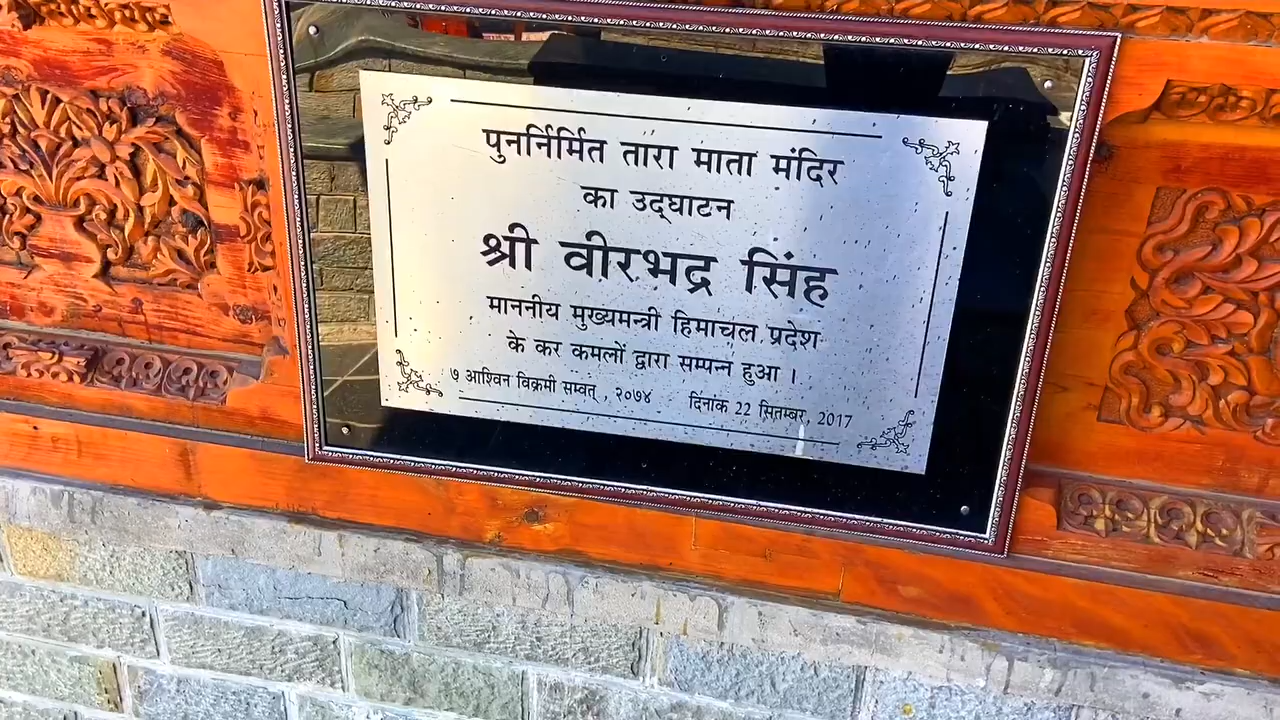 पुनर्निर्मित तारा माता मंदिर
का उद्घाटन
श्री वीरभद्र सिंह
माननीय मुख्यमन्त्री हिमाचल प्रदेश
के कर कमलों द्वारा सम्पन्न हुआ ।
७ आश्विन विक्रमी सम्वत् , २०७४ दिनांक 22 सितम्बर, 2017